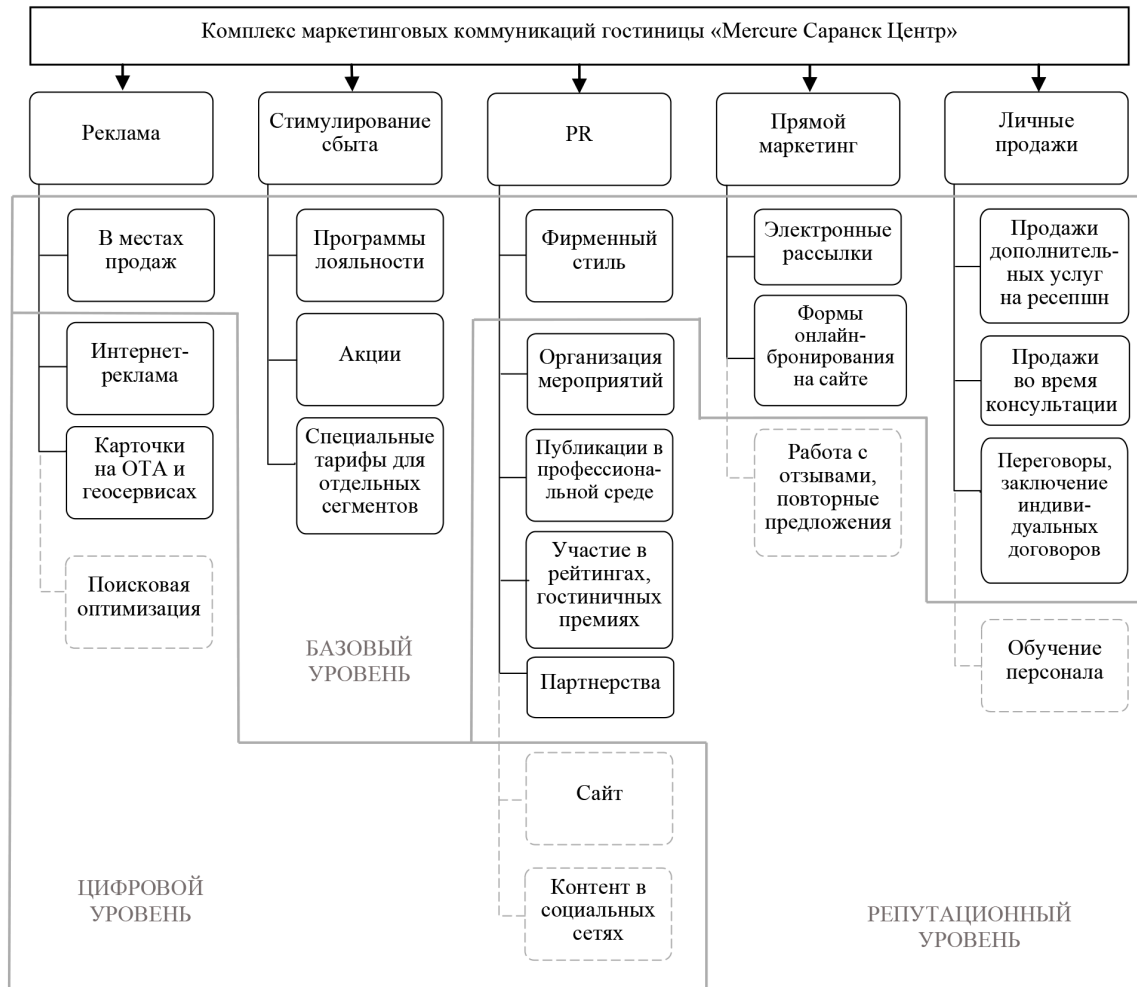 Комплекс маркетинговых коммуникаций гостиницы «Mercure Саранск Центр»
Реклама
Стимулирование
сбыта
PR
Прямой
маркетинг
Личные
продажи
В местах
продаж
Интернет-
реклама
Карточки
на ОТА и
геосервисах
Поисковая
оптимизация
Программы
лояльности
Акции
Специальные
тарифы для
отдельных
сегментов
Фирменный
стиль
Организация
мероприятий
Публикации в
профессиона-
льной среде
Участие в
рейтингах,
гостиничных
премиях
Партнерства
Сайт
Контент в
социальных
сетях
Электронные
рассылки
Формы
онлайн-
бронирования
на сайте
Работа с
отзывами,
повторные
предложения
Продажи
дополнитель-
ных услуг
на ресепшн
Продажи
во время
консультации
Переговоры,
заключение
индиви-
дуальных
договоров
Обучение
персонала
БАЗОВЫЙ
УРОВЕНЬ
ЦИФРОВОЙ
УРОВЕНЬ
РЕПУТАЦИОННЫЙ
УРОВЕНЬ